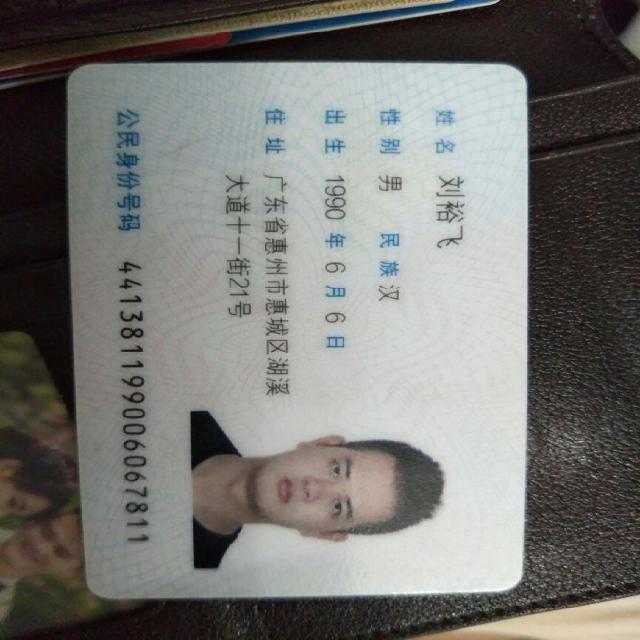 姓名 刘裕飞
性别 男 民族 汉
出生 1990 年 6 月 6 日
住址 广东省惠州市惠城区湖溪
大道十一街21号
公民身份号码 441381199006067811